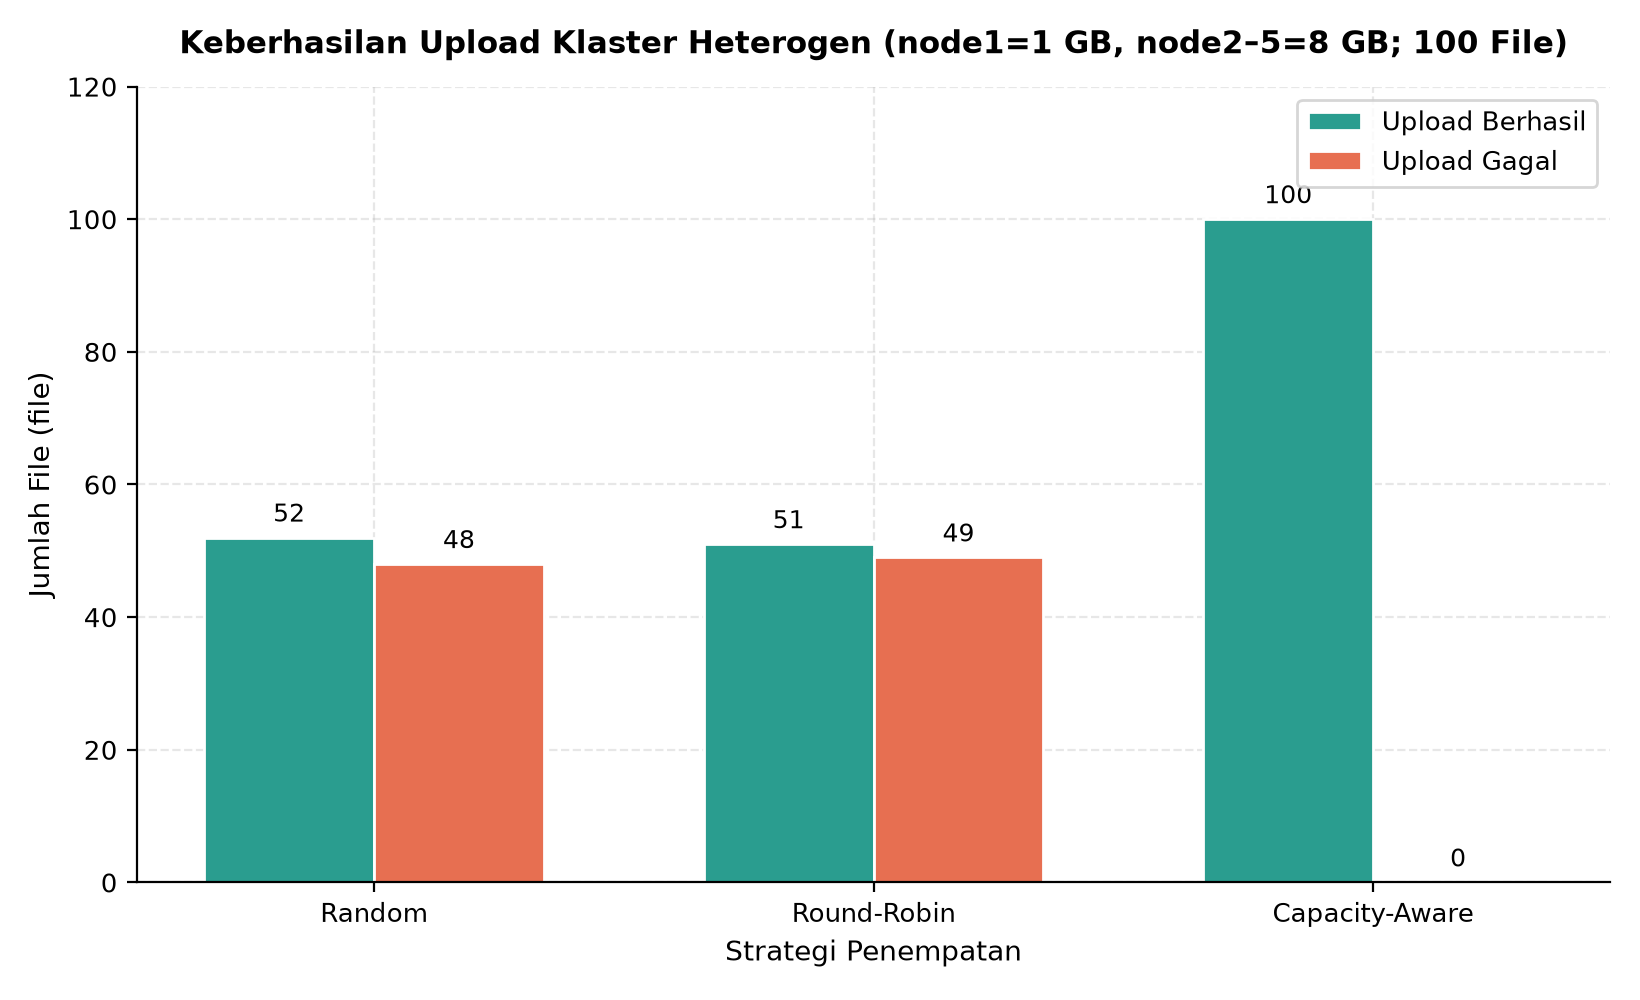 Keberhasilan Upload Klaster Heterogen (node1=1 GB, node2–5=8 GB; 100 File)
Upload Berhasil
Upload Gagal
Jumlah File (file)
120
100
80
60
40
20
0
52
48
51
49
100
0
Random
Round-Robin
Capacity-Aware
Strategi Penempatan